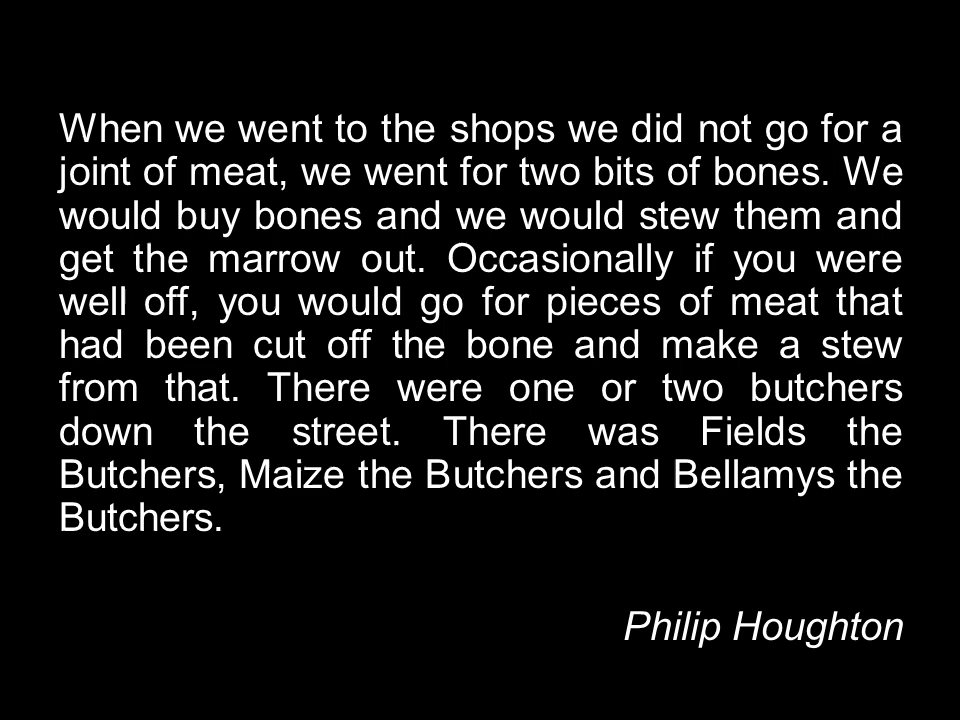 When we went to the shops we did not go for a
joint of meat, we went for two bits of bones. We
would buy bones and we would stew them and
get the marrow out. Occasionally if you were
well off, you would go for pieces of meat that
had been cut off the bone and make a stew
from that. There were one or two butchers
down the street. There was Fields the
Butchers, Maize the Butchers and Bellamys the
Butchers.
Philip Houghton